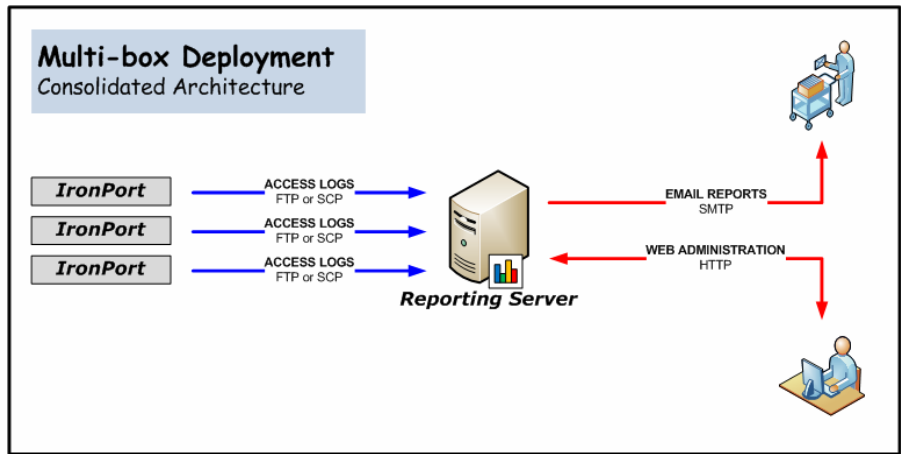 Multi-box Deployment
Consolidated Architecture
IronPort
ACCESS LOGS
FTP or SCP
IronPort
ACCESS LOGS
FTP or SCP
IronPort
ACCESS LOGS
FTP or SCP
Reporting Server
EMAIL REPORTS
SMTP
WEB ADMINISTRATION
HTTP